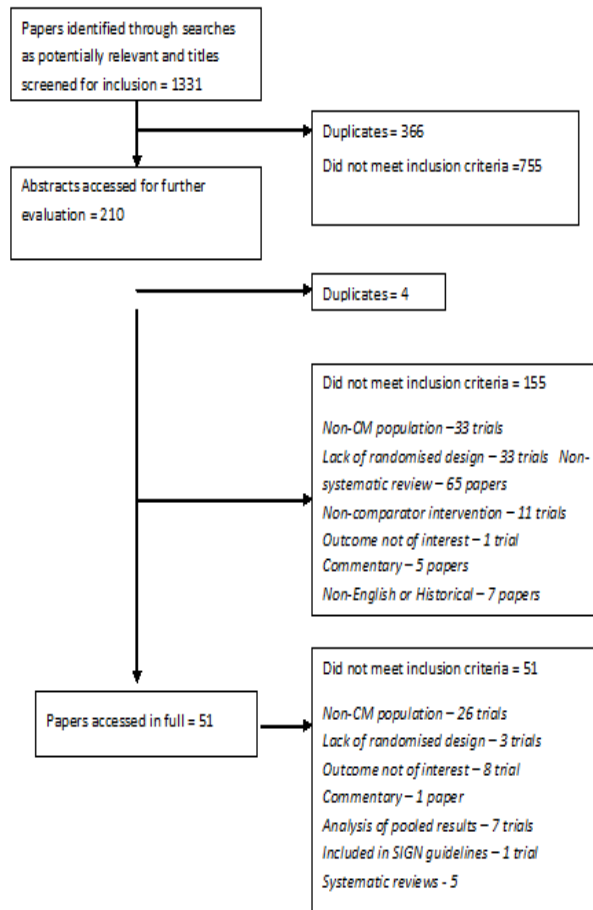 Papers identified through searches
as potentially relevant and titles
screened for inclusion = 1331
Duplicates = 366
Did not meet inclusion criteria =755
Abstracts accessed for further
evaluation = 210
Duplicates = 4
Did not meet inclusion criteria = 155
Non-CM population – 33 trials
Lack of randomised design – 33 trials Non-
systematic review – 65 papers
Non-comparator intervention – 11 trials
Outcome not of interest – 1 trial
Commentary – 5 papers
Non-English or Historical – 7 papers
Papers accessed in full = 51
Did not meet inclusion criteria = 51
Non-CM population – 26 trials
Lack of randomised design – 3 trials
Outcome not of interest – 8 trial
Commentary – 1 paper
Analysis of pooled results – 7 trials
Included in SIGN guidelines – 1 trial
Systematic reviews - 5